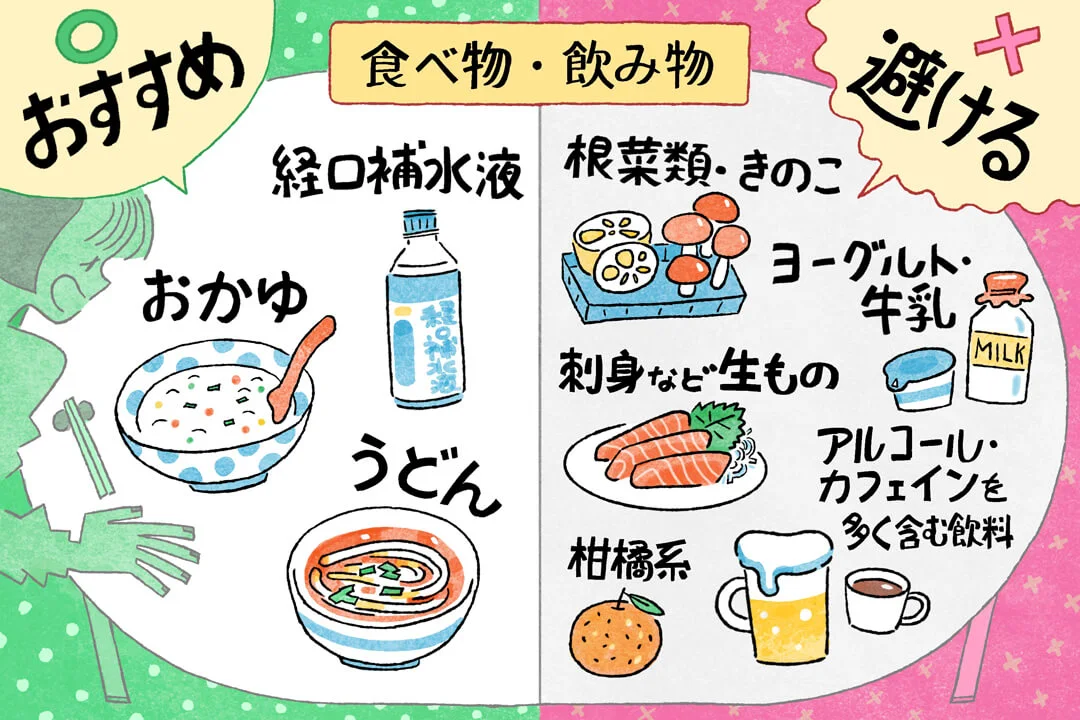 おすすめ
食べ物・飲み物
避ける
経口補水液
経口補水液
おかゆ
うどん
根菜類・きのこ
ヨーグルト・
牛乳
MILK
刺身など生もの
アルコール・
カフェインを
多く含む飲料
柑橘系